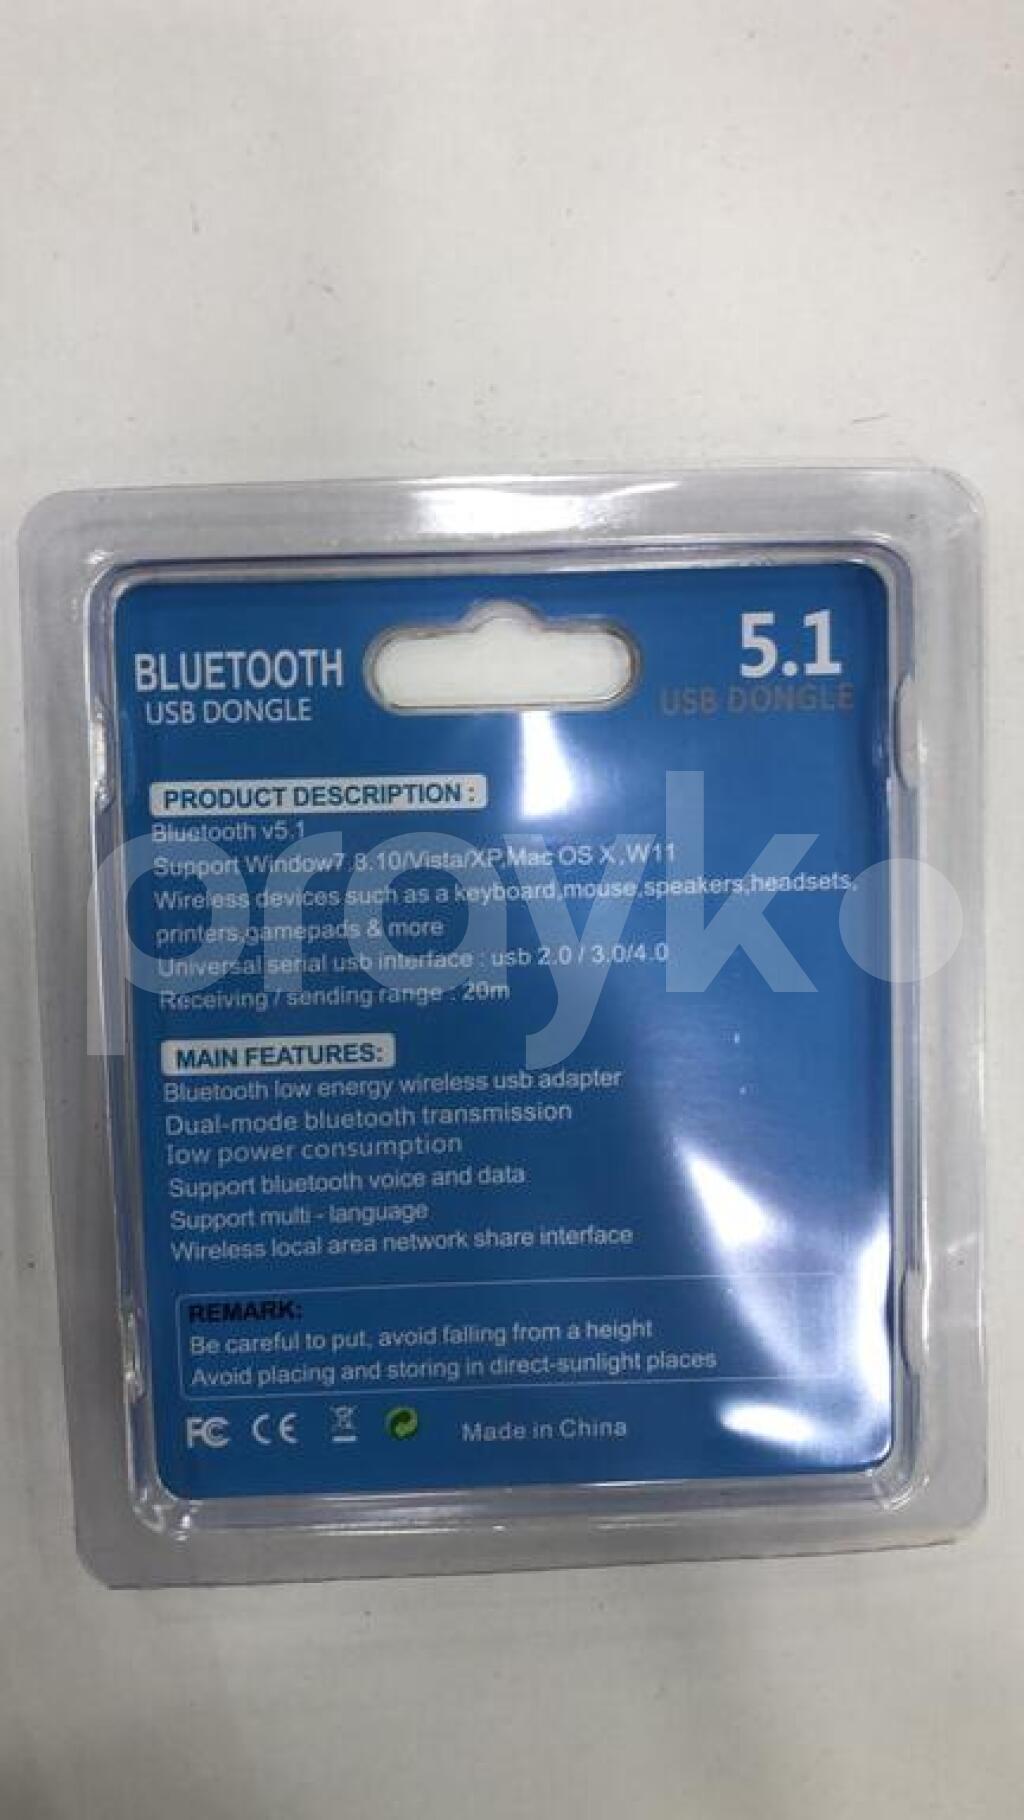 BLUETOOTH
USB DONGLE
5.1
USB DONGLE
PRODUCT DESCRIPTION :
Bluetooth v5.1
Support Window7.8.10/Vista/XP,Mac OS X,W11
Wireless devices such as a keyboard,mouse,speakers,headsets,
printers,gamepads & more
Universal serial usb interface : usb 2.0 / 3.0/4.0
Receiving / sending range : 20m
MAIN FEATURES:
Bluetooth low energy wireless usb adapter
Dual-mode bluetooth transmission
low power consumption
Support bluetooth voice and data
Support multi - language
Wireless local area network share interface
REMARK:
Be careful to put, avoid falling from a height
Avoid placing and storing in direct-sunlight places
FC CE Made in China
prayk